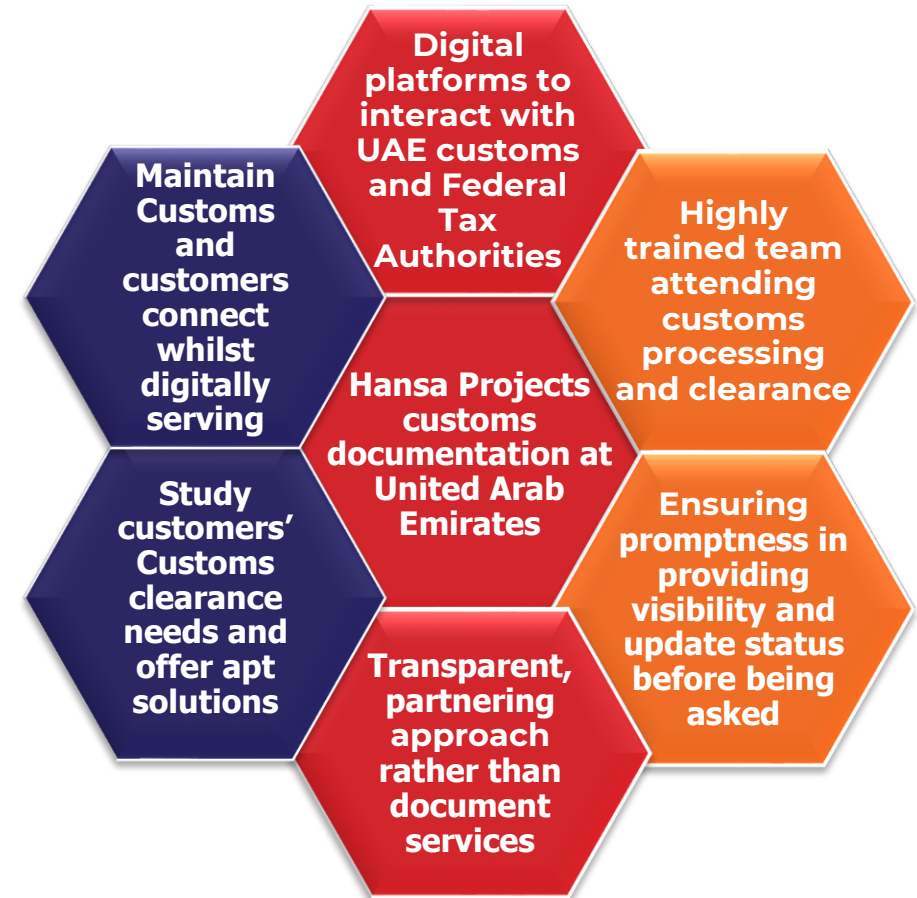 Digital
platforms to
interact with
UAE customs
and Federal
Tax
Authorities
Maintain
Customs
and
customers
connect
whilst
digitally
serving
Highly
trained team
attending
customs
processing
and clearance
Hansa Projects
customs
documentation at
United Arab
Emirates
Study
customers’
Customs
clearance
needs and
offer apt
solutions
Ensuring
promptness in
providing
visibility and
update status
before being
asked
Transparent,
partnering
approach
rather than
document
services